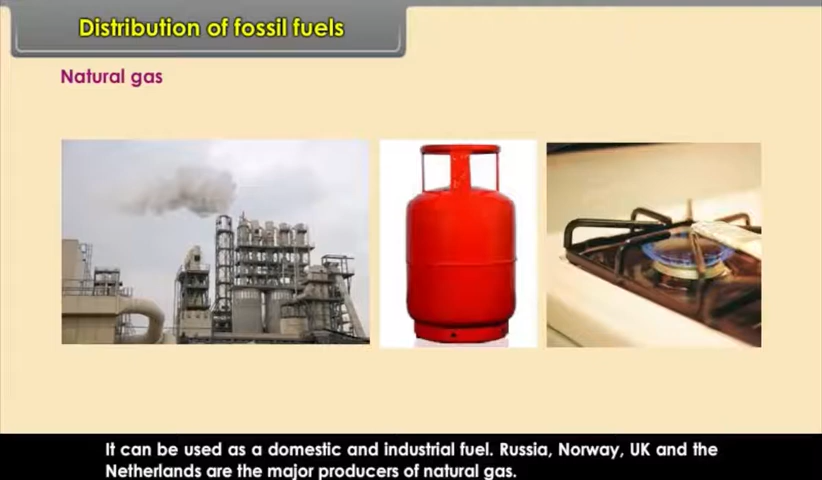 Distribution of fossil fuels
Natural gas
It can be used as a domestic and industrial fuel. Russia, Norway, UK and the
Netherlands are the major producers of natural gas.